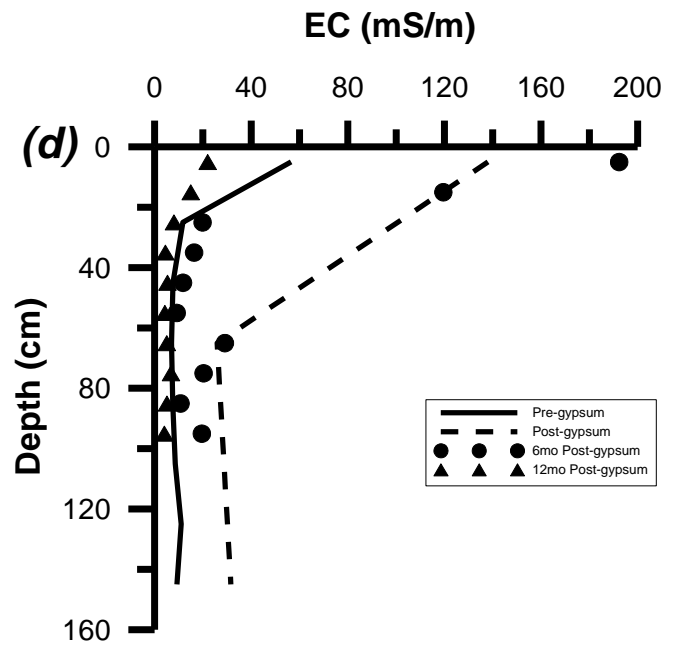 EC (mS/m)
0 40 80 120 160 200
(d)
0
40
80
120
160
Depth (cm)
Pre-gypsum
Post-gypsum
6mo Post-gypsum
12mo Post-gypsum